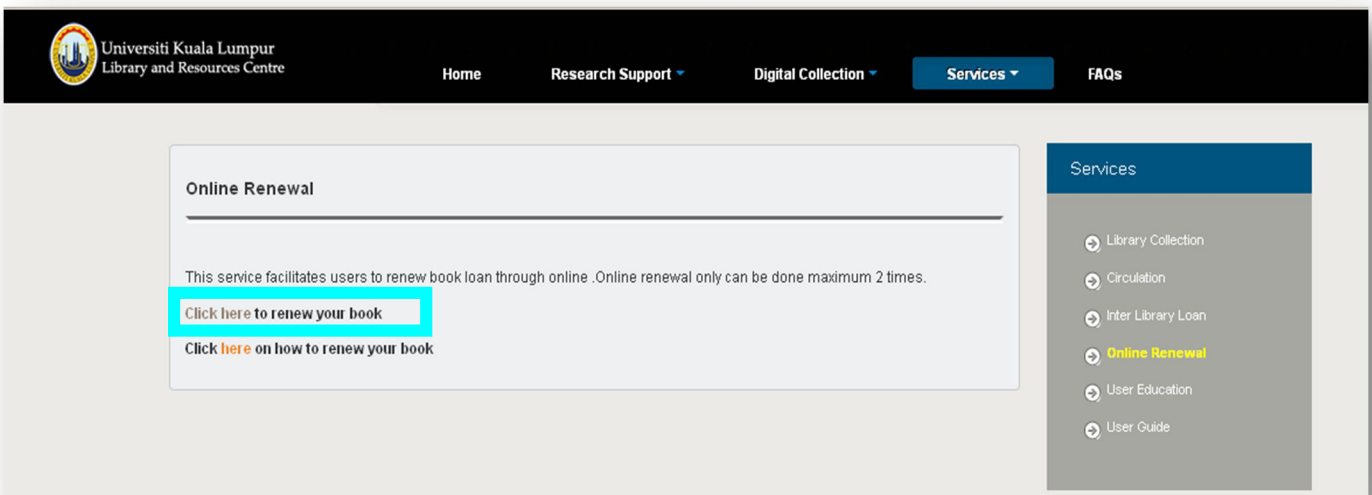 Universiti Kuala Lumpur
Library and Resources Centre
Home Research Support Digital Collection Services FAQs
Online Renewal
This service facilitates users to renew book loan through online .Online renewal only can be done maximum 2 times.
Click here to renew your book
Click here on how to renew your book
Services
Library Collection
Circulation
Inter Library Loan
Online Renewal
User Education
User Guide